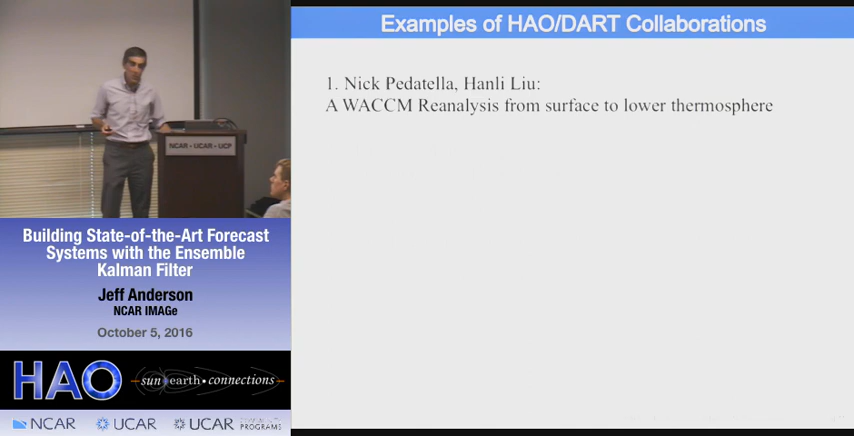 Examples of HAO/DART Collaborations
1. Nick Pedatella, Hanli Liu:
A WACCM Reanalysis from surface to lower thermosphere
NCAR • UCAR • UCP
Building State-of-the-Art Forecast
Systems with the Ensemble
Kalman Filter
Jeff Anderson
NCAR IMAGe
October 5, 2016
HAO
sun earth • connections
NCAR
UCAR
UCAR
PROGRAMS